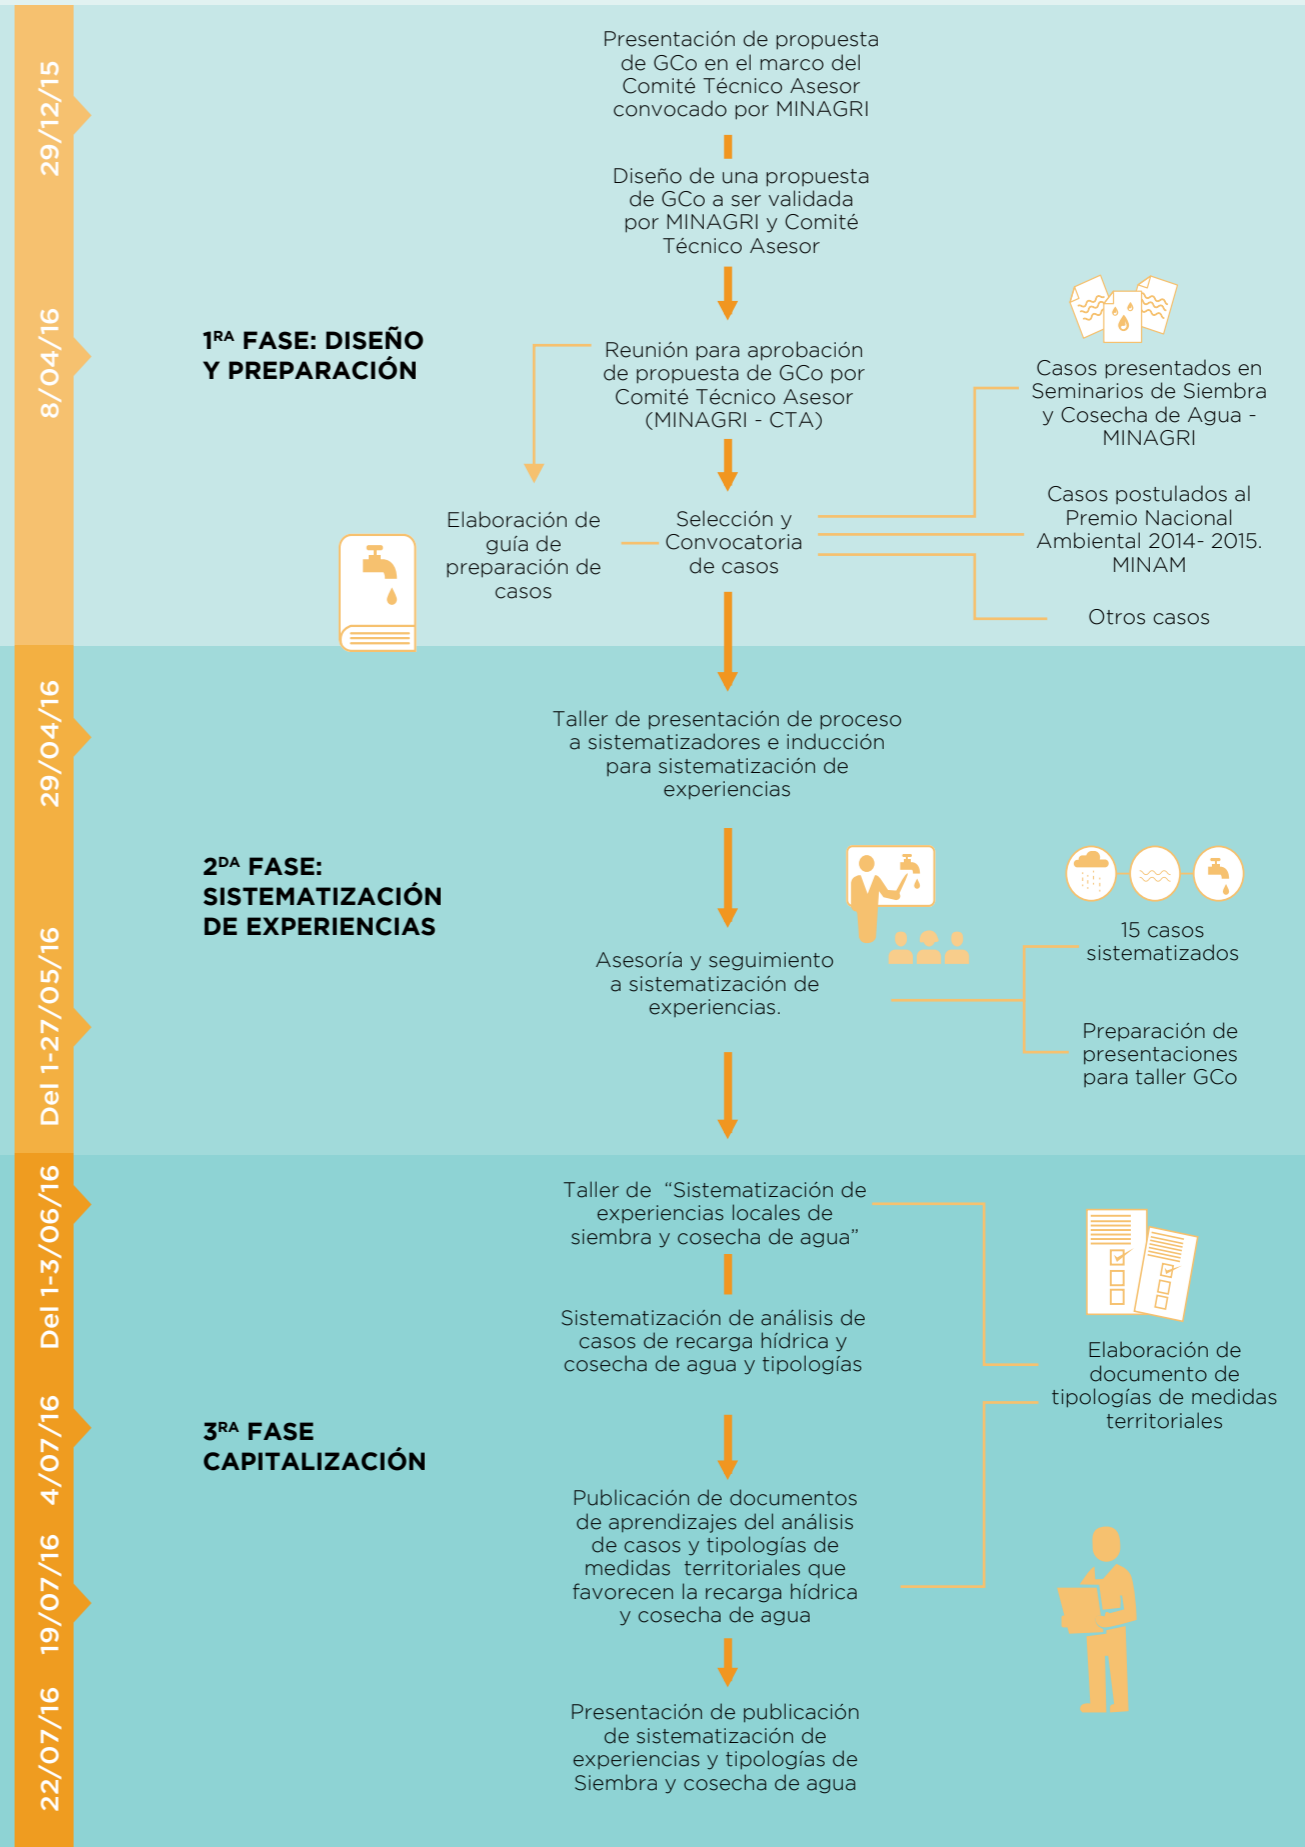 29/12/15
Presentación de propuesta
de GCo en el marco del
Comité Técnico Asesor
convocado por MINAGRI
Diseño de una propuesta
de GCo a ser validada
por MINAGRI y Comité
Técnico Asesor
8/04/16
1RA FASE: DISEÑO
Y PREPARACIÓN
Reunión para aprobación
de propuesta de GCo por
Comité Técnico Asesor
(MINAGRI - CTA)
Elaboración de
guía de
preparación de
casos
Selección y
Convocatoria
de casos
Casos presentados en
Seminarios de Siembra
y Cosecha de Agua -
MINAGRI
Casos postulados al
Premio Nacional
Ambiental 2014- 2015.
MINAM
Otros casos
29/04/16
Taller de presentación de proceso
a sistematizadores e inducción
para sistematización de
experiencias
2DA FASE:
SISTEMATIZACIÓN
DE EXPERIENCIAS
Del 1-27/05/16
Asesoría y seguimiento
a sistematización de
experiencias.
15 casos
sistematizados
Preparación de
presentaciones
para taller GCo
Del 1-3/06/16
Taller de “Sistematización de
experiencias locales de
siembra y cosecha de agua”
Sistematización de análisis de
casos de recarga hídrica y
cosecha de agua y tipologías
Elaboración de
documento de
tipologías de medidas
territoriales
4/07/16
3RA FASE
CAPITALIZACIÓN
19/07/16
Publicación de documentos
de aprendizajes del análisis
de casos y tipologías de
medidas territoriales que
favorecen la recarga hídrica
y cosecha de agua
22/07/16
Presentación de publicación
de sistematización de
experiencias y tipologías de
Siembra y cosecha de agua